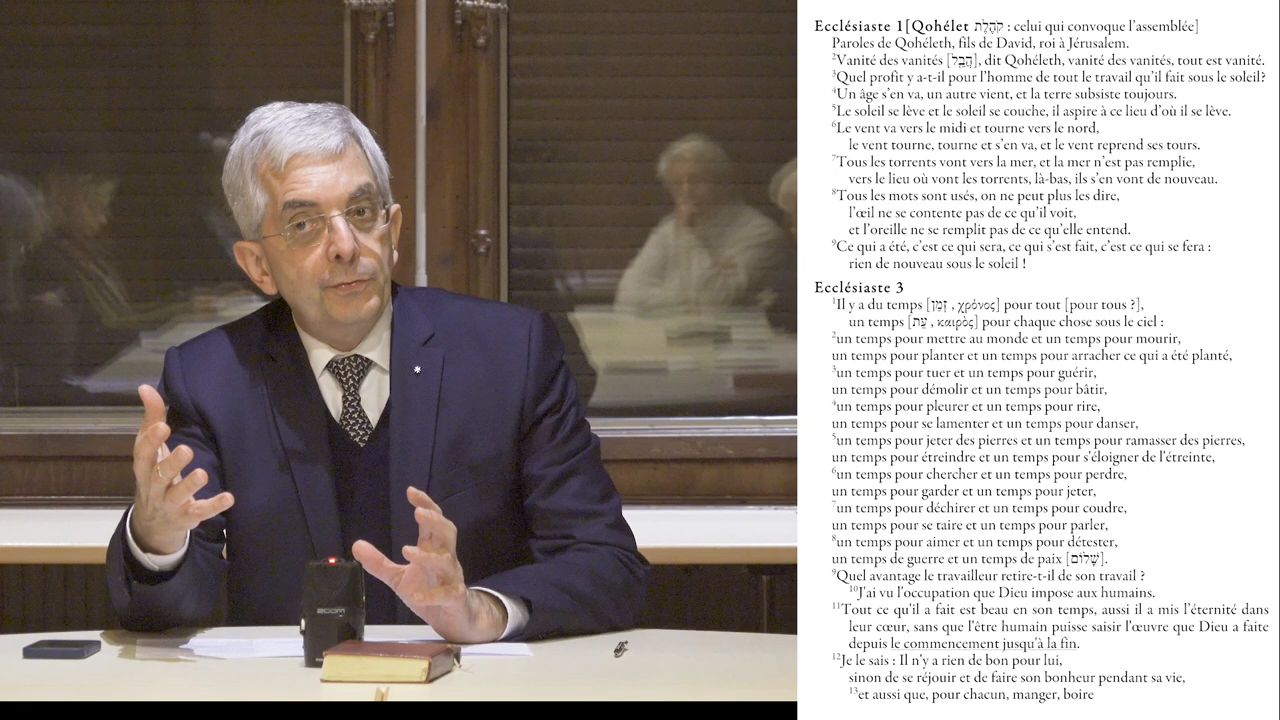 zoom
Ecclésiaste 1[Qohélet קֹהֶלֶת : celui qui convoque l'assemblée]
Paroles de Qohéleth, fils de David, roi à Jérusalem.
²Vanité des vanités [הֲבֵל], dit Qohéleth, vanité des vanités, tout est vanité.
³Quel profit y a-t-il pour l'homme de tout le travail qu'il fait sous le soleil?
⁴Un âge s'en va, un autre vient, et la terre subsiste toujours.
⁵Le soleil se lève et le soleil se couche, il aspire à ce lieu d'où il se lève.
⁶Le vent va vers le midi et tourne vers le nord,
le vent tourne, tourne et s'en va, et le vent reprend ses tours.
⁷Tous les torrents vont vers la mer, et la mer n'est pas remplie,
vers le lieu où vont les torrents, là-bas, ils s'en vont de nouveau.
⁸Tous les mots sont usés, on ne peut plus les dire,
l'œil ne se contente pas de ce qu'il voit,
et l'oreille ne se remplit pas de ce qu'elle entend.
⁹Ce qui a été, c'est ce qui sera, ce qui s'est fait, c'est ce qui se fera :
rien de nouveau sous le soleil !
Ecclésiaste 3
¹Il y a du temps [זְמָן , χρόνος] pour tout [pour tous ?],
un temps [עֵת , καιρὸς] pour chaque chose sous le ciel :
²un temps pour mettre au monde et un temps pour mourir,
un temps pour planter et un temps pour arracher ce qui a été planté,
³un temps pour tuer et un temps pour guérir,
un temps pour démolir et un temps pour bâtir,
⁴un temps pour pleurer et un temps pour rire,
un temps pour se lamenter et un temps pour danser,
⁵un temps pour jeter des pierres et un temps pour ramasser des pierres,
un temps pour étreindre et un temps pour s'éloigner de l'étreinte,
⁶un temps pour chercher et un temps pour perdre,
un temps pour garder et un temps pour jeter,
⁷un temps pour déchirer et un temps pour coudre,
un temps pour se taire et un temps pour parler,
⁸un temps pour aimer et un temps pour détester,
un temps de guerre et un temps de paix [שָׁלוֹם].
⁹Quel avantage le travailleur retire-t-il de son travail ?
¹⁰J'ai vu l'occupation que Dieu impose aux humains.
¹¹Tout ce qu'il a fait est beau en son temps, aussi il a mis l'éternité dans
leur cœur, sans que l'être humain puisse saisir l'œuvre que Dieu a faite
depuis le commencement jusqu'à la fin.
¹²Je le sais : Il n'y a rien de bon pour lui,
sinon de se réjouir et de faire son bonheur pendant sa vie,
¹³et aussi que, pour chacun, manger, boire